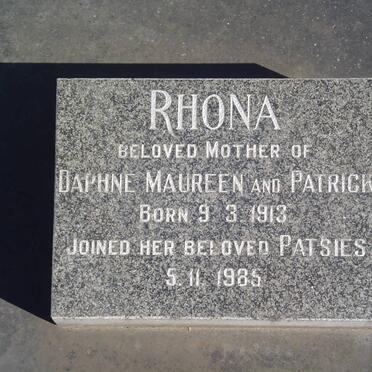 RHONA
BELOVED MOTHER OF
DAPHNE MAUREEN AND PATRICK
BORN 9 3 1913
JOINED HER BELOVED PATSIES
5.11.1985